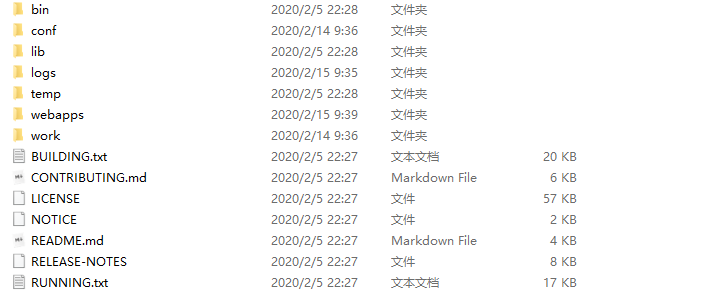 bin 2020/2/5 22:28 文件夹
conf 2020/2/14 9:36 文件夹
lib 2020/2/5 22:28 文件夹
logs 2020/2/15 9:35 文件夹
temp 2020/2/5 22:28 文件夹
webapps 2020/2/15 9:39 文件夹
work 2020/2/14 9:36 文件夹
BUILDING.txt 2020/2/5 22:27 文本文档 20 KB
CONTRIBUTING.md 2020/2/5 22:27 Markdown File 6 KB
LICENSE 2020/2/5 22:27 文件 57 KB
NOTICE 2020/2/5 22:27 文件 2 KB
README.md 2020/2/5 22:27 Markdown File 4 KB
RELEASE-NOTES 2020/2/5 22:27 文件 8 KB
RUNNING.txt 2020/2/5 22:27 文本文档 17 KB